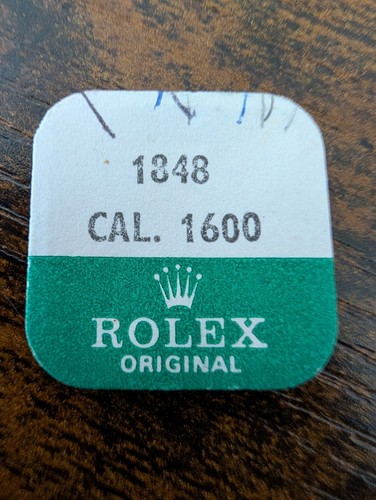 1848
CAL. 1600
ROLEX
ORIGINAL